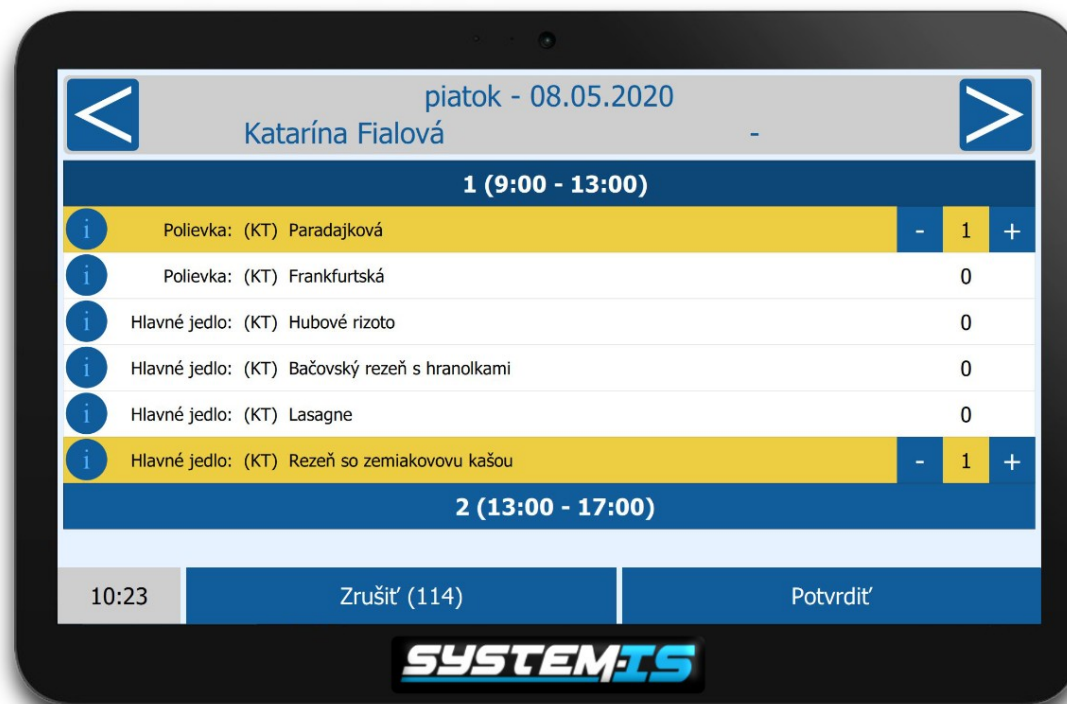 < piatok - 08.05.2020 >
Katarína Fialová -
1 (9:00 - 13:00)
i Polievka: (KT) Paradajková - 1 +
i Polievka: (KT) Frankfurtská 0
i Hlavné jedlo: (KT) Hubové rizoto 0
i Hlavné jedlo: (KT) Bačovský rezeň s hranolkami 0
i Hlavné jedlo: (KT) Lasagne 0
i Hlavné jedlo: (KT) Rezeň so zemiakovovu kašou - 1 +
2 (13:00 - 17:00)
10:23 Zrušiť (114) Potvrdiť
SYSTEM-IS